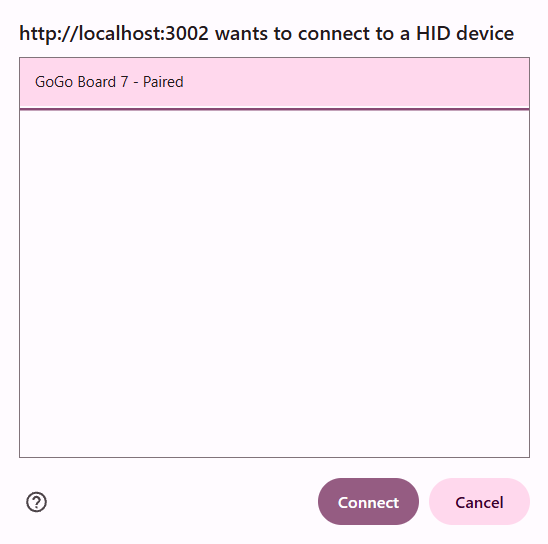 http://localhost:3002 wants to connect to a HID device
GoGo Board 7 - Paired
Connect
Cancel